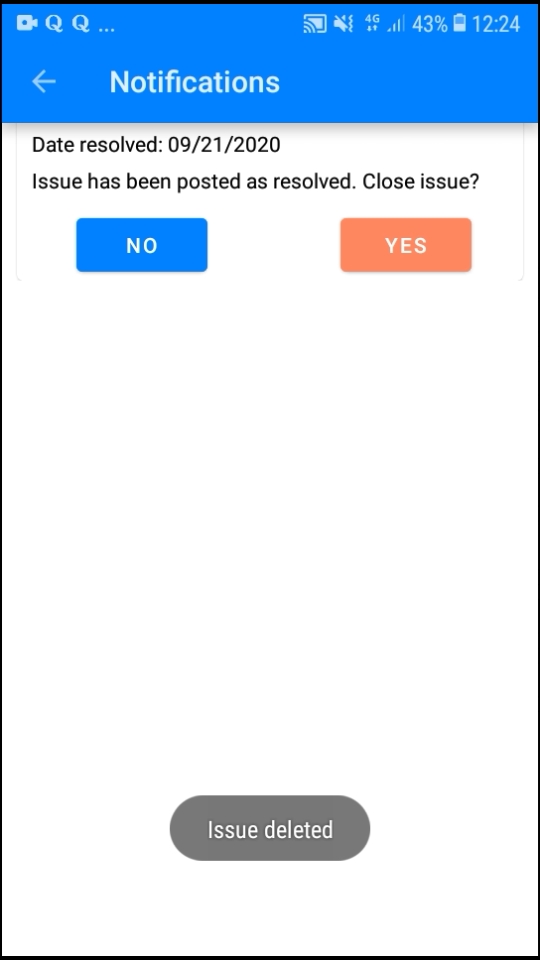 Q Q ... 4G 43% 12:24
Notifications
Date resolved: 09/21/2020
Issue has been posted as resolved. Close issue?
NO YES
Issue deleted